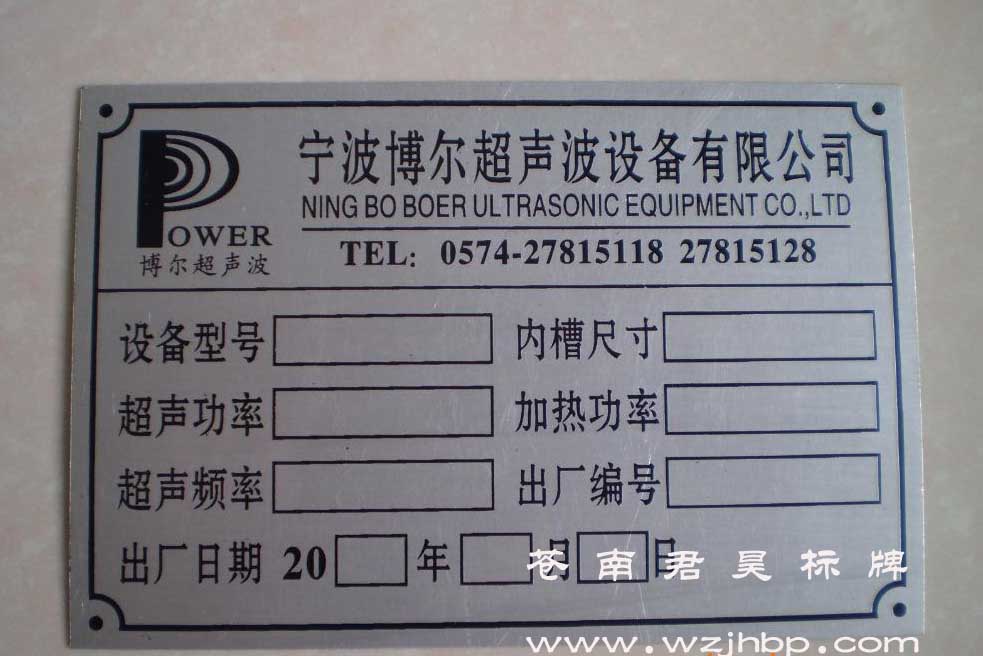 宁波博尔超声波设备有限公司
NING BO BOER ULTRASONIC EQUIPMENT CO.,LTD
POWER
博尔超声波
TEL: 0574-27815118 27815128
设备型号 内槽尺寸
超声功率 加热功率
超声频率 出厂编号
出厂日期 20 年 月 日
苍南君昊标牌
www.wzjhbp.com